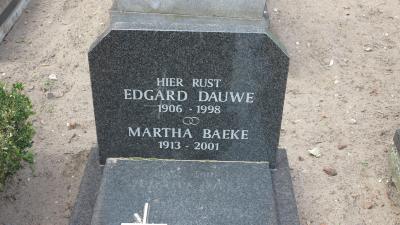 HIER RUST
EDGARD DAUWE
1906 - 1998
MARTHA BAEKE
1913 - 2001